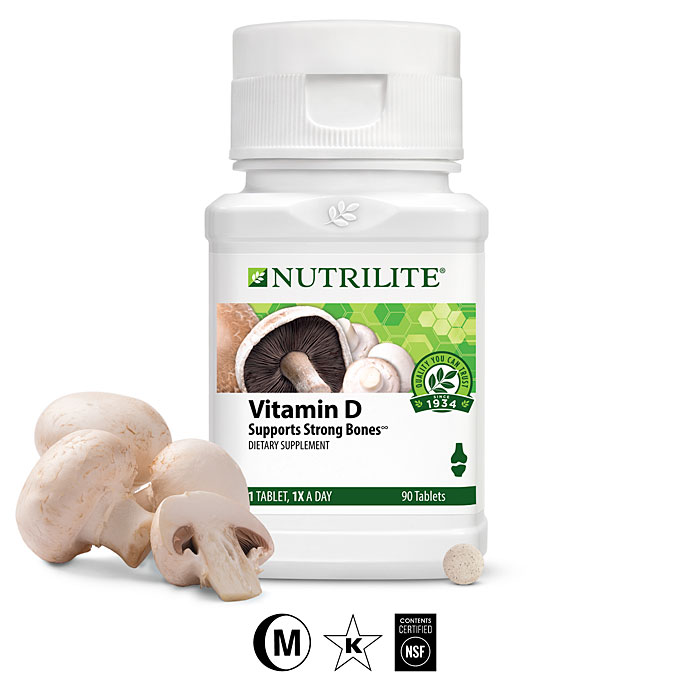 NUTRILITE®
QUALITY YOU CAN TRUST
SINCE
1934
Vitamin D
Supports Strong Bones∞
DIETARY SUPPLEMENT
1 TABLET, 1X A DAY 90 Tablets
M
K
CONTENTS
CERTIFIED
NSF